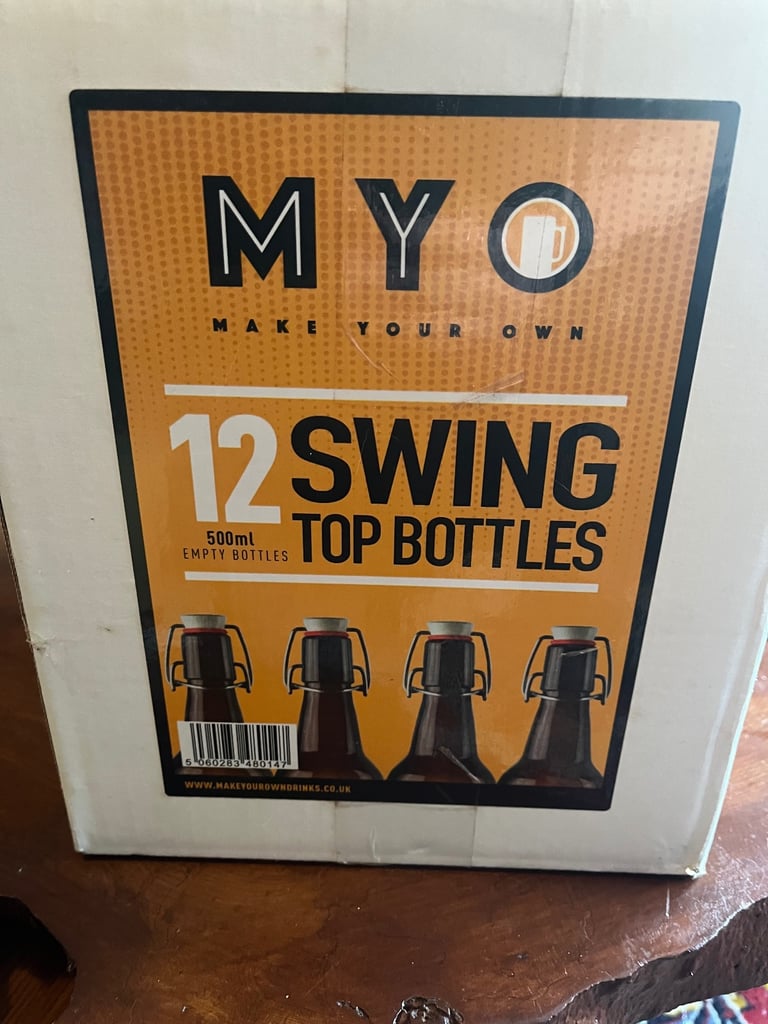 MYO
MAKE YOUR OWN
12 SWING
500ml
EMPTY BOTTLES
TOP BOTTLES
5 060283 480147
WWW.MAKEYOUROWNDRINKS.CO.UK